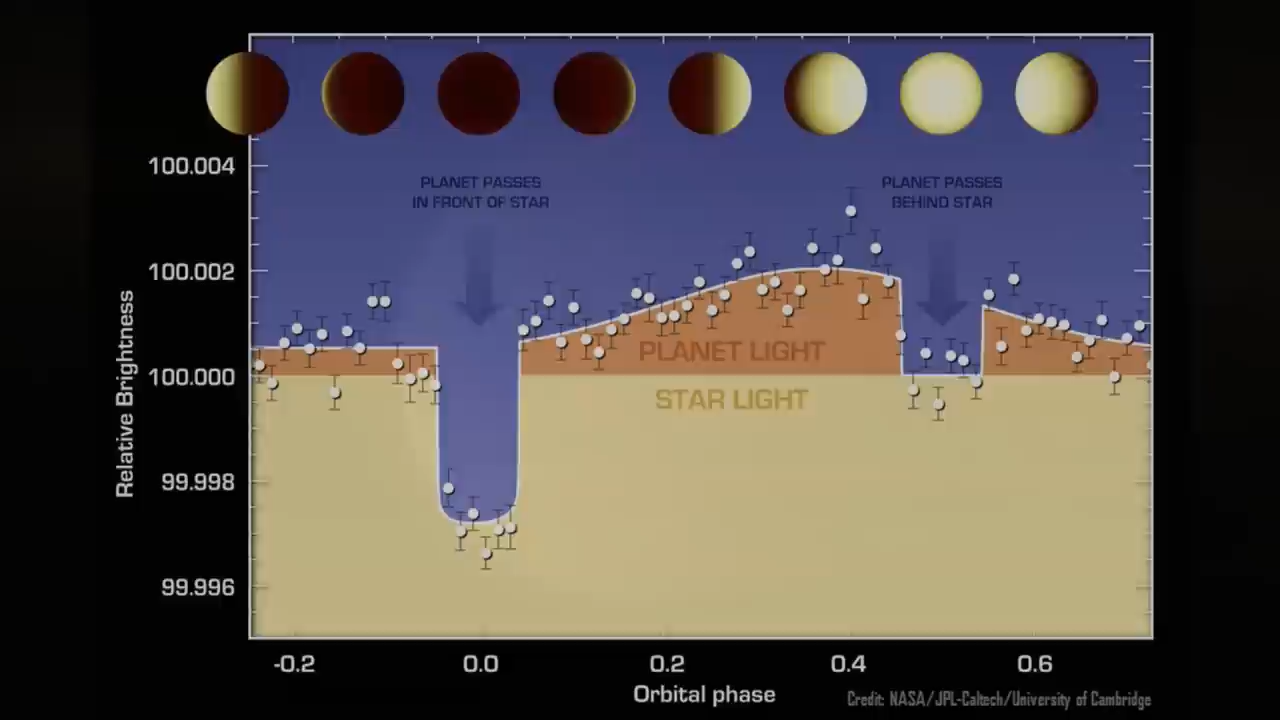 PLANET PASSES
IN FRONT OF STAR
PLANET PASSES
BEHIND STAR
100.004
100.002
100.000
99.998
99.996
Relative Brightness
PLANET LIGHT
STAR LIGHT
-0.2
0.0
0.2
0.4
0.6
Orbital phase
Credit: NASA/JPL-Caltech/University of Cambridge